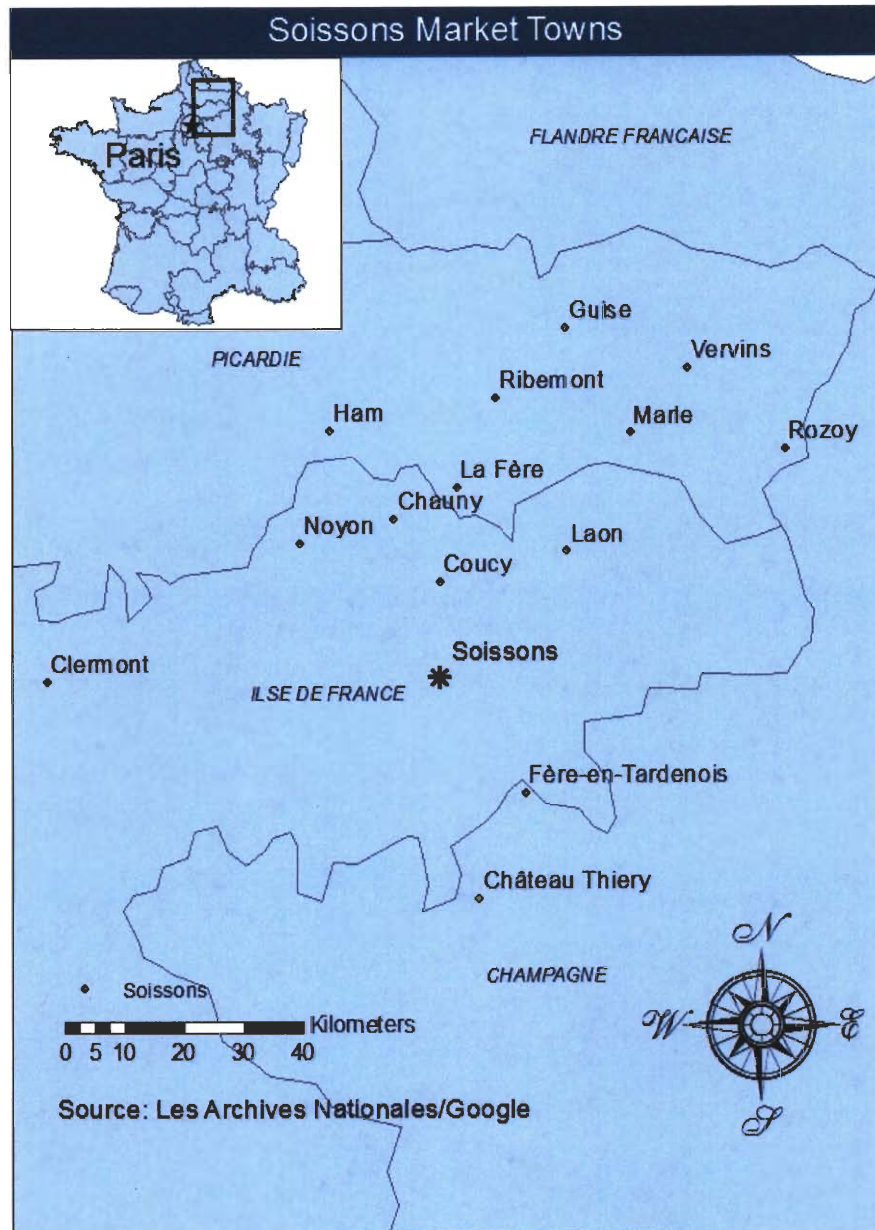 Soissons Market Towns
Paris
FLANDRE FRANCAISE
Guise
PICARDIE
Vervins
Ribemont
Ham
Marle
Rozoy
La Fère
Chauny
Noyon
Laon
Coucy
Soissons
Clermont
ILSE DE FRANCE
Fère-en-Tardenois
Château Thiery
N
CHAMPAGNE
Soissons
W
E
Kilometers
0 5 10 20 30 40
S
Source: Les Archives Nationales/Google